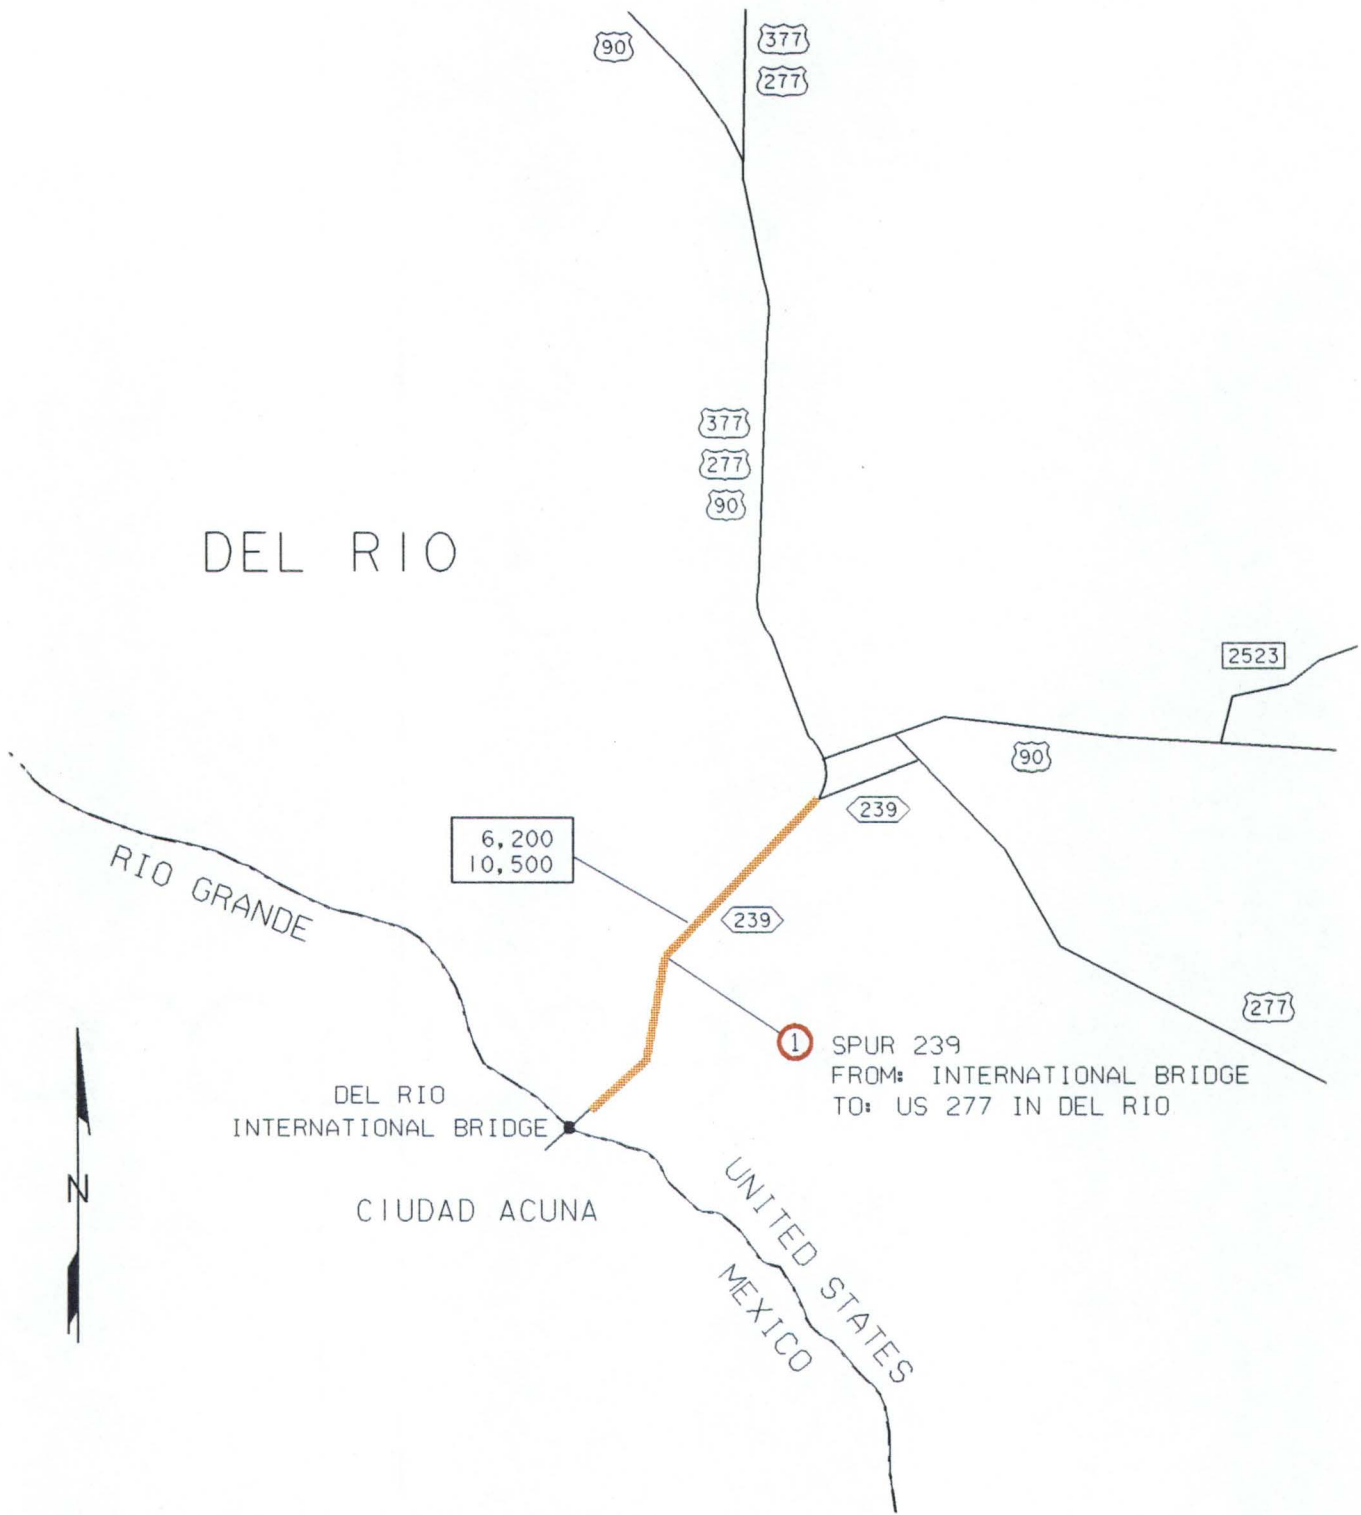 90
377
277
377
277
90
DEL RIO
2523
90
239
6,200
10,500
RIO GRANDE
239
277
1
SPUR 239
FROM: INTERNATIONAL BRIDGE
TO: US 277 IN DEL RIO
DEL RIO
INTERNATIONAL BRIDGE
N
CIUDAD ACUNA
UNITED STATES
MEXICO